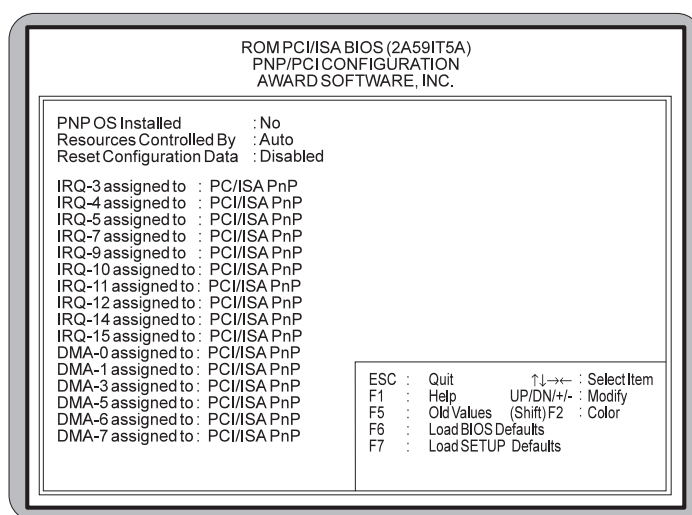 ROM PCI/ISA BIOS (2A59IT5A)
PNP/PCI CONFIGURATION
AWARD SOFTWARE, INC.
PNP OS Installed : No
Resources Controlled By : Auto
Reset Configuration Data : Disabled
IRQ-3 assigned to : PC/ISA PnP
IRQ-4 assigned to : PCI/ISA PnP
IRQ-5 assigned to : PCI/ISA PnP
IRQ-7 assigned to : PCI/ISA PnP
IRQ-9 assigned to : PCI/ISA PnP
IRQ-10 assigned to : PCI/ISA PnP
IRQ-11 assigned to : PCI/ISA PnP
IRQ-12 assigned to : PCI/ISA PnP
IRQ-14 assigned to : PCI/ISA PnP
IRQ-15 assigned to : PCI/ISA PnP
DMA-0 assigned to : PCI/ISA PnP
DMA-1 assigned to : PCI/ISA PnP
DMA-3 assigned to : PCI/ISA PnP
DMA-5 assigned to : PCI/ISA PnP
DMA-6 assigned to : PCI/ISA PnP
DMA-7 assigned to : PCI/ISA PnP
ESC : Quit ↑↓→← : Select Item
F1 : Help UP/DN/+/- : Modify
F5 : Old Values (Shift) F2 : Color
F6 : Load BIOS Defaults
F7 : Load SETUP Defaults